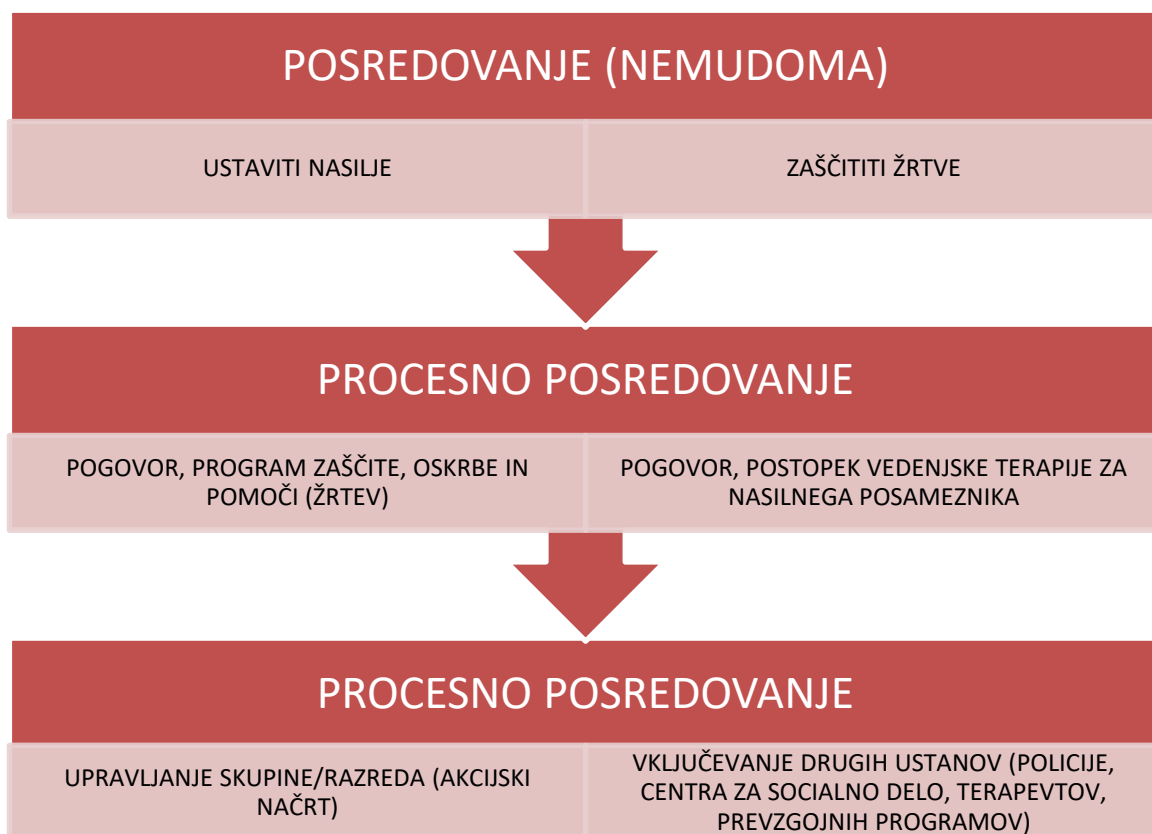 POSREDOVANJE (NEMUDOMA)
USTAVITI NASILJE
ZAŠČITITI ŽRTVE
PROCESNO POSREDOVANJE
POGOVOR, PROGRAM ZAŠČITE, OSKRBE IN
POMOČI (ŽRTEV)
POGOVOR, POSTOPEK VEDENJSKE TERAPIJE ZA
NASILNEGA POSAMEZNIKA
PROCESNO POSREDOVANJE
UPRAVLJANJE SKUPINE/RAZREDA (AKCIJSKI
NAČRT)
VKLJUČEVANJE DRUGIH USTANOV (POLICIJE,
CENTRA ZA SOCIALNO DELO, TERAPEVTOV,
PREVZGOJNIH PROGRAMOV)